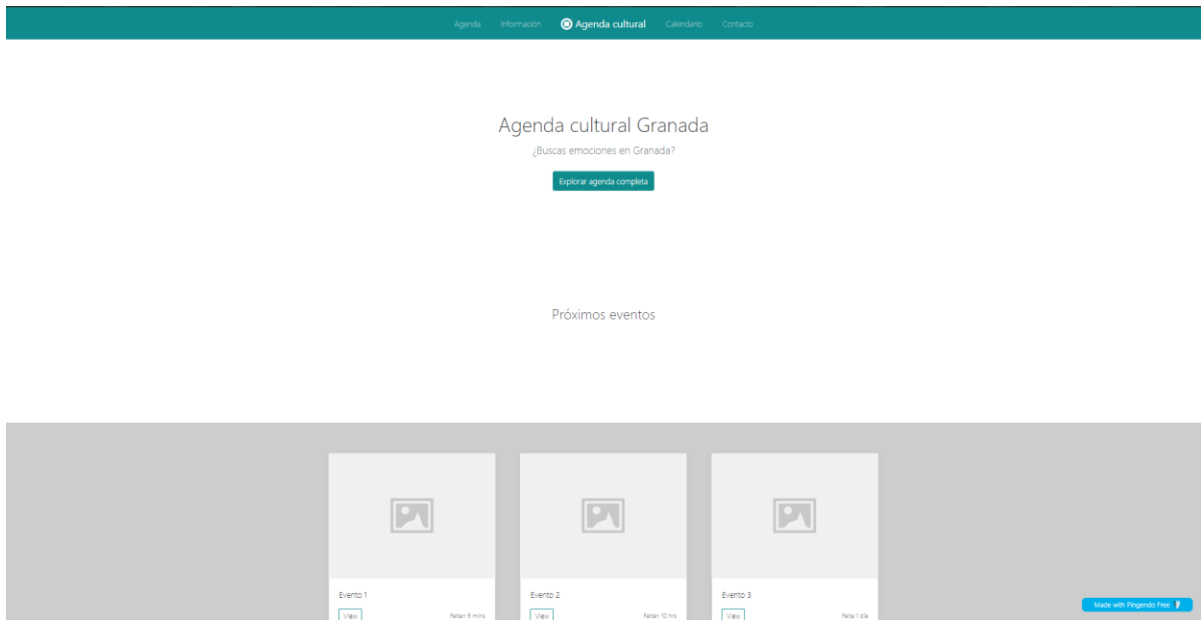 Agenda Información Agenda cultural Calendario Contacto
Agenda cultural Granada
¿Buscas emociones en Granada?
Explorar agenda completa
Próximos eventos
Evento 1 Evento 2 Evento 3
View Faltan 9 mins View Faltan 10 hrs View Falta 1 día
Made with Pingendo Free